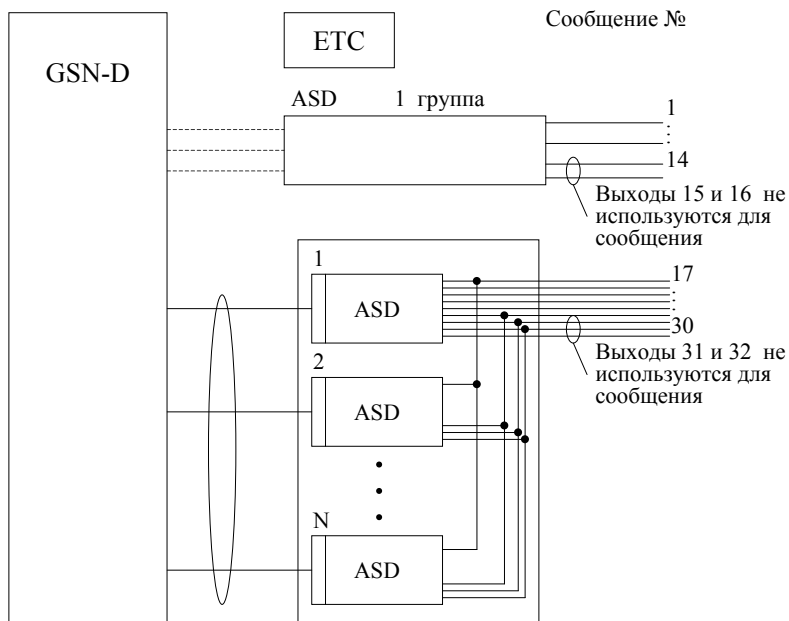 Сообщение №
ETC
GSN-D
ASD 1 группа
1
14
Выходы 15 и 16 не
используются для
сообщения
1
ASD
17
30
Выходы 31 и 32 не
используются для
сообщения
2
ASD
N
ASD